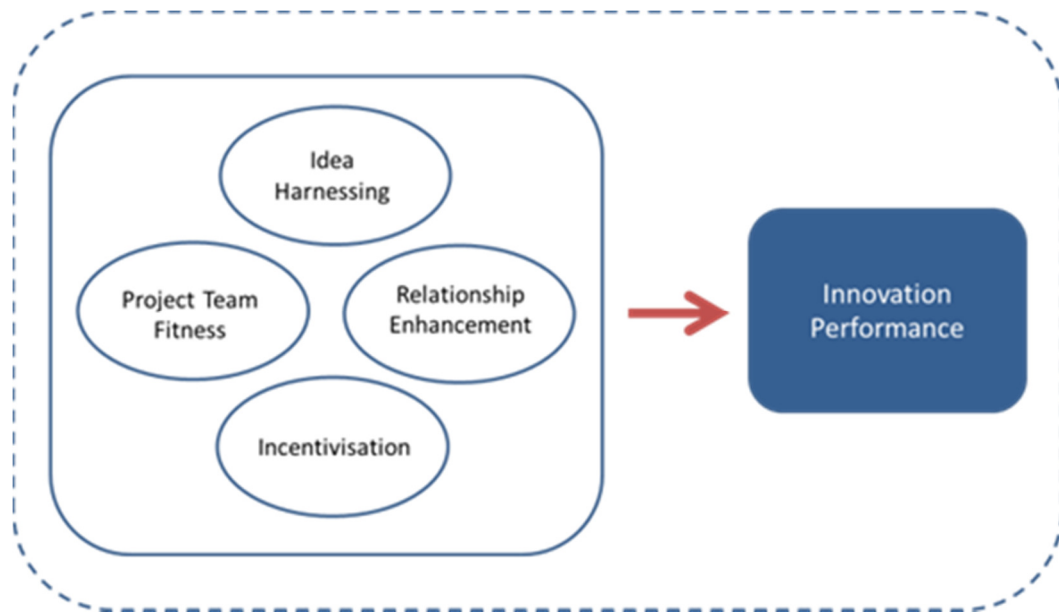 Idea
Harnessing
Project Team
Fitness
Relationship
Enhancement
Incentivisation
Innovation
Performance